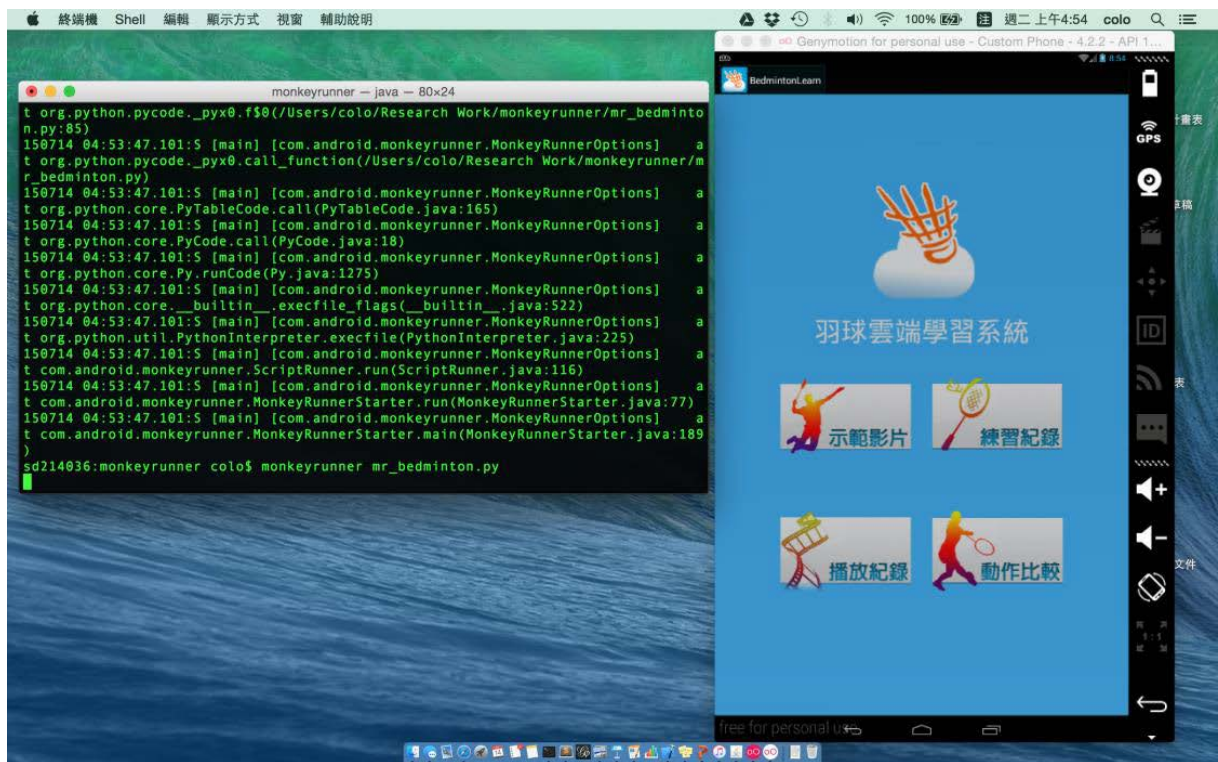 終端機 Shell 編輯 顯示方式 視窗 輔助說明
100% 週二 上午4:54 colo
Genymotion for personal use - Custom Phone - 4.2.2 - API 1...
8:54
BedmintonLearn
monkeyrunner — java — 80×24
t org.python.pycode._pyx0.f$0(/Users/colo/Research Work/monkeyrunner/mr_bedminto
n.py:85)
150714 04:53:47.101:S [main] [com.android.monkeyrunner.MonkeyRunnerOptions] a
t org.python.pycode._pyx0.call_function(/Users/colo/Research Work/monkeyrunner/m
r_bedminton.py)
150714 04:53:47.101:S [main] [com.android.monkeyrunner.MonkeyRunnerOptions] a
t org.python.core.PyTableCode.call(PyTableCode.java:165)
150714 04:53:47.101:S [main] [com.android.monkeyrunner.MonkeyRunnerOptions] a
t org.python.core.PyCode.call(PyCode.java:18)
150714 04:53:47.101:S [main] [com.android.monkeyrunner.MonkeyRunnerOptions] a
t org.python.core.Py.runCode(Py.java:1275)
150714 04:53:47.101:S [main] [com.android.monkeyrunner.MonkeyRunnerOptions] a
t org.python.core.__builtin__.execfile_flags(__builtin__.java:522)
150714 04:53:47.101:S [main] [com.android.monkeyrunner.MonkeyRunnerOptions] a
t org.python.util.PythonInterpreter.execfile(PythonInterpreter.java:225)
150714 04:53:47.101:S [main] [com.android.monkeyrunner.MonkeyRunnerOptions] a
t com.android.monkeyrunner.ScriptRunner.run(ScriptRunner.java:116)
150714 04:53:47.101:S [main] [com.android.monkeyrunner.MonkeyRunnerOptions] a
t com.android.monkeyrunner.MonkeyRunnerStarter.run(MonkeyRunnerStarter.java:77)
150714 04:53:47.101:S [main] [com.android.monkeyrunner.MonkeyRunnerOptions] a
t com.android.monkeyrunner.MonkeyRunnerStarter.main(MonkeyRunnerStarter.java:189
)
sd214036:monkeyrunner colo$ monkeyrunner mr_bedminton.py
羽球雲端學習系統
示範影片
練習紀錄
播放紀錄
動作比較
free for personal use
GPS
ID
1:1
計畫表
草稿
表
文件